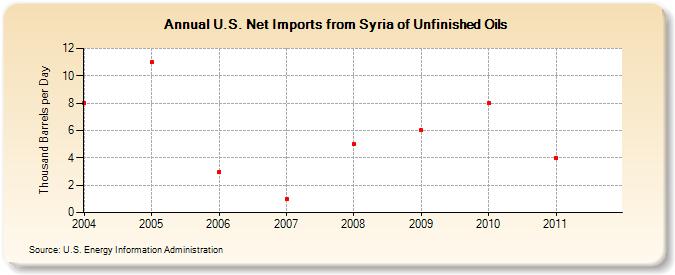 Annual U.S. Net Imports from Syria of Unfinished Oils
Thousand Barrels per Day
12
10
8
6
4
2
0
2004 2005 2006 2007 2008 2009 2010 2011
Source: U.S. Energy Information Administration